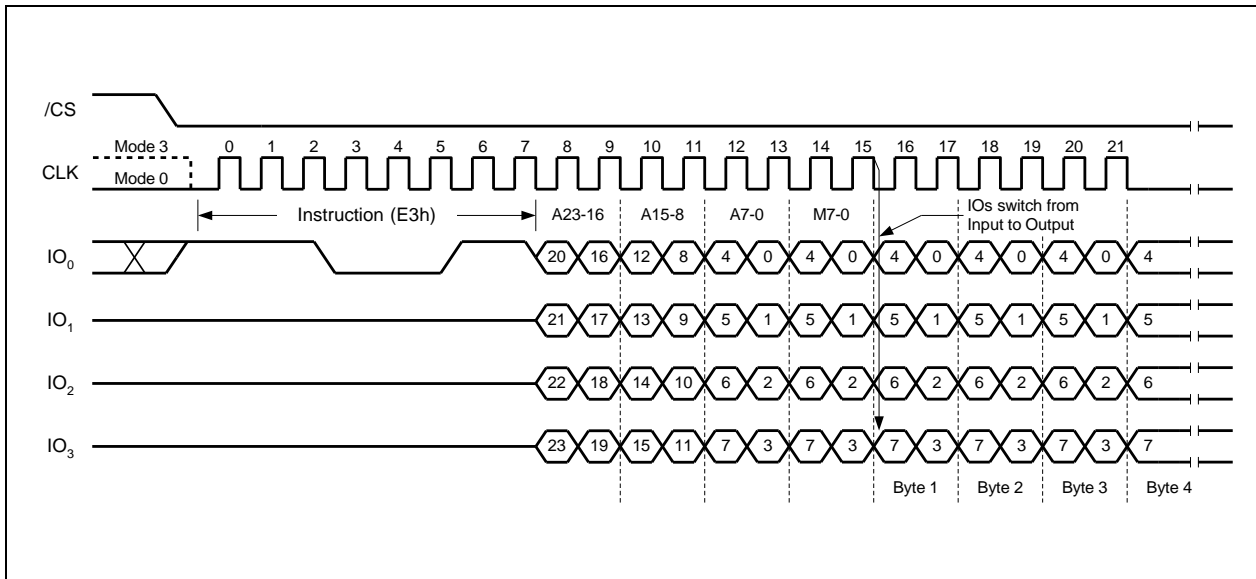 /CS
Mode 3 0 1 2 3 4 5 6 7 8 9 10 11 12 13 14 15 16 17 18 19 20 21
CLK
Mode 0
Instruction (E3h) A23-16 A15-8 A7-0 M7-0 IOs switch from
Input to Output
IO0 20 16 12 8 4 0 4 0 4 0 4 0 4 0 4
IO1 21 17 13 9 5 1 5 1 5 1 5 1 5 1 5
IO2 22 18 14 10 6 2 6 2 6 2 6 2 6 2 6
IO3 23 19 15 11 7 3 7 3 7 3 7 3 7 3 7
Byte 1 Byte 2 Byte 3 Byte 4